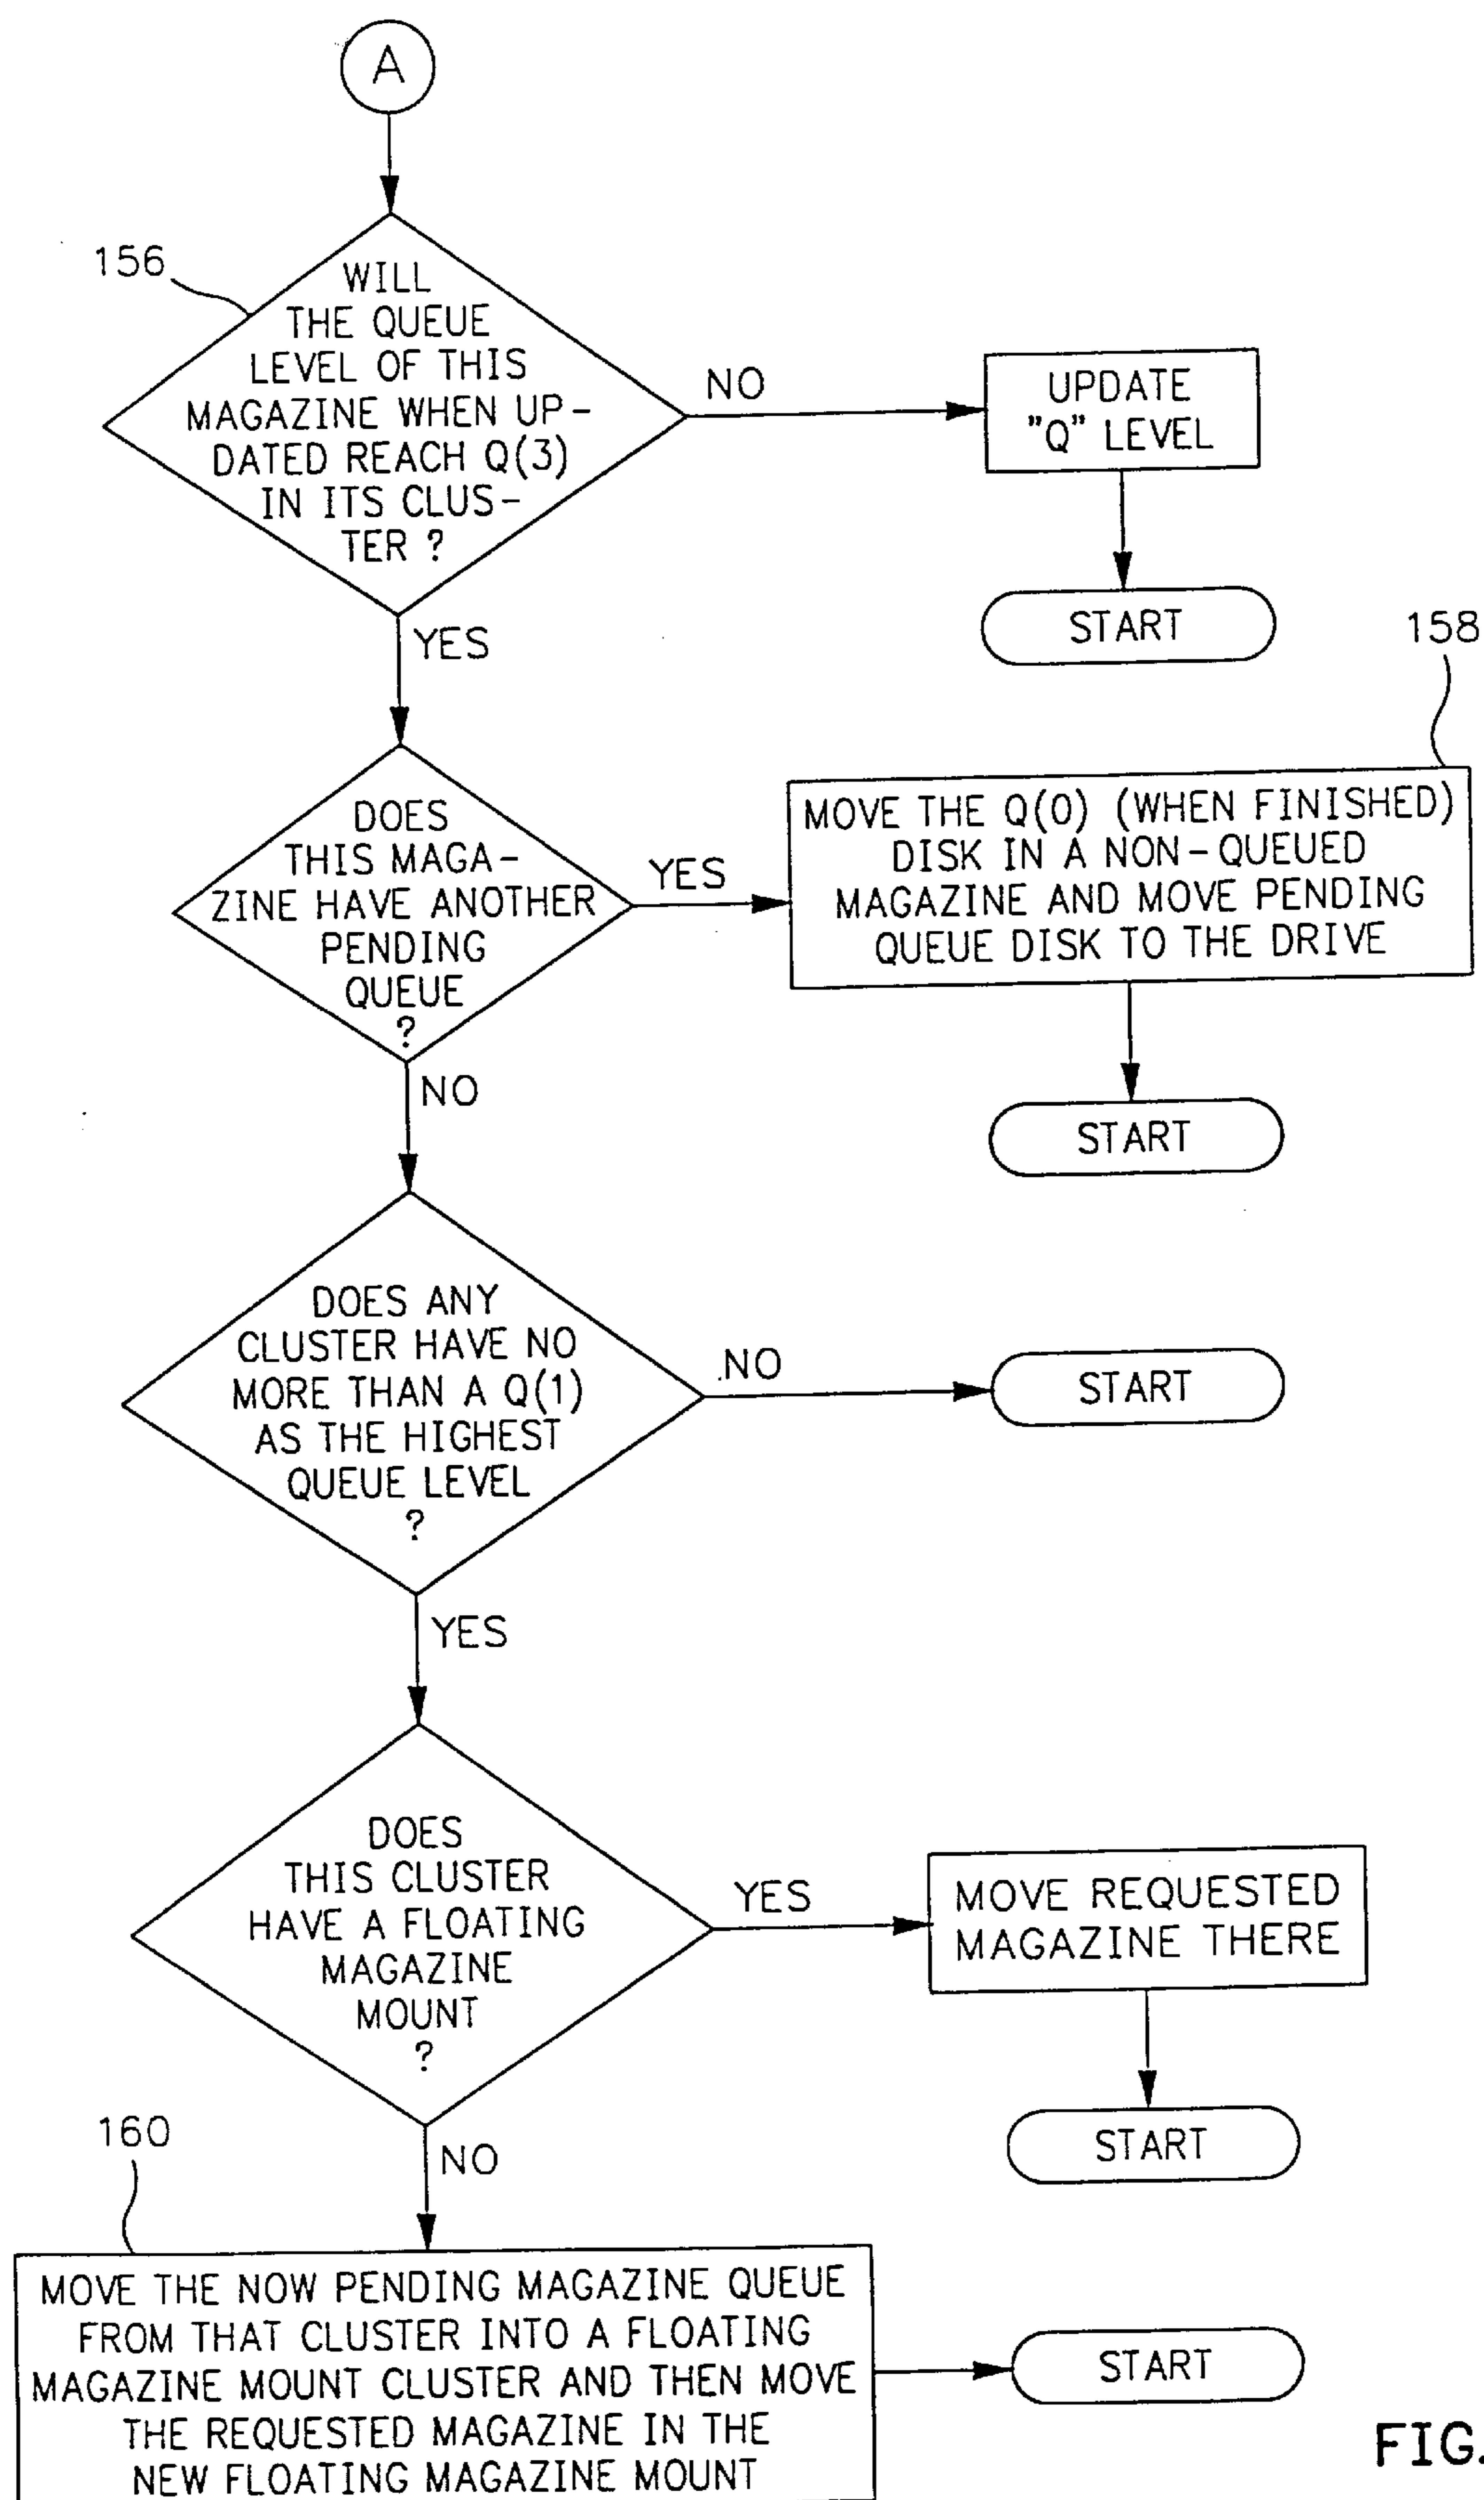 A
156
WILL
THE QUEUE
LEVEL OF THIS
MAGAZINE WHEN UP-
DATED REACH Q(3)
IN ITS CLUS-
TER ?
NO
UPDATE
"Q" LEVEL
START
YES
158
DOES
THIS MAGA-
ZINE HAVE ANOTHER
PENDING
QUEUE
?
YES
MOVE THE Q(0) (WHEN FINISHED)
DISK IN A NON-QUEUED
MAGAZINE AND MOVE PENDING
QUEUE DISK TO THE DRIVE
START
NO
DOES ANY
CLUSTER HAVE NO
MORE THAN A Q(1)
AS THE HIGHEST
QUEUE LEVEL
?
NO
START
YES
DOES
THIS CLUSTER
HAVE A FLOATING
MAGAZINE
MOUNT
?
YES
MOVE REQUESTED
MAGAZINE THERE
START
NO
160
MOVE THE NOW PENDING MAGAZINE QUEUE
FROM THAT CLUSTER INTO A FLOATING
MAGAZINE MOUNT CLUSTER AND THEN MOVE
THE REQUESTED MAGAZINE IN THE
NEW FLOATING MAGAZINE MOUNT
START
FIG.